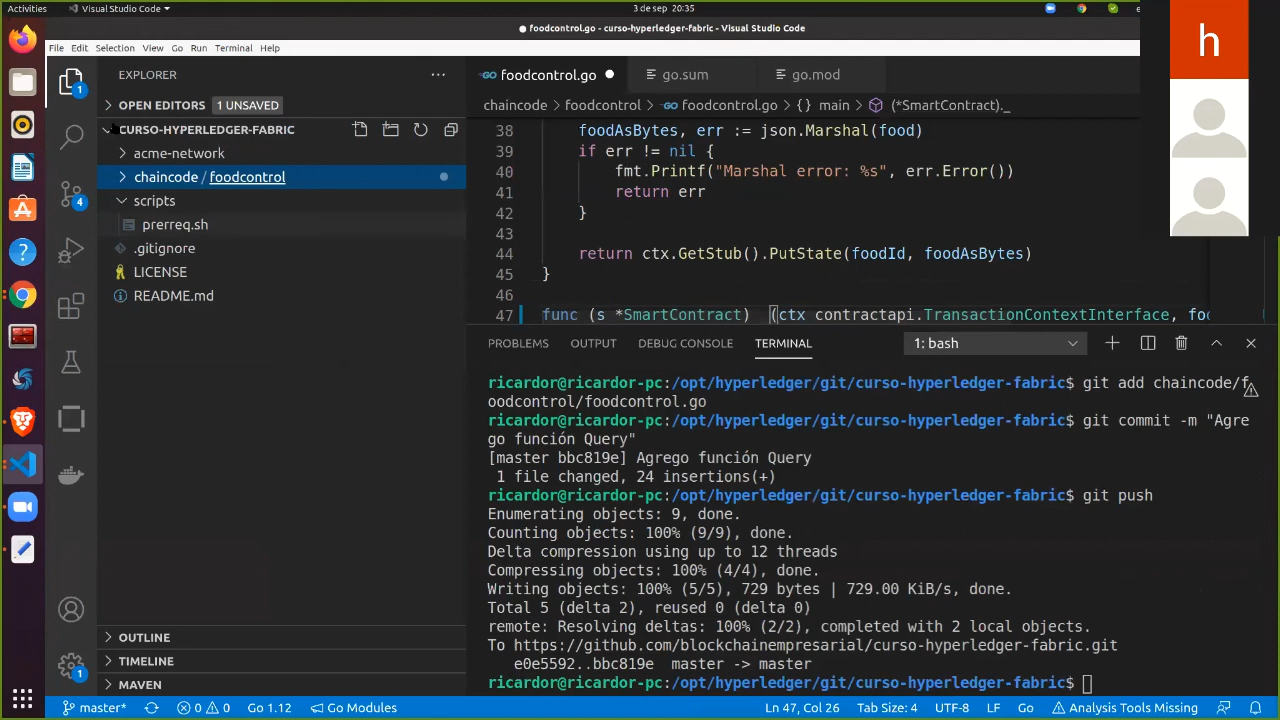 Activities
Visual Studio Code
3 de sep 20:35
foodcontrol.go - curso-hyperledger-fabric - Visual Studio Code
File Edit Selection View Go Run Terminal Help
h
EXPLORER
OPEN EDITORS 1 UNSAVED
CURSO-HYPERLEDGER-FABRIC
acme-network
chaincode / foodcontrol
scripts
prerreq.sh
.gitignore
LICENSE
README.md
OUTLINE
TIMELINE
MAVEN
1
4
1
foodcontrol.go
go.sum
go.mod
chaincode > foodcontrol > foodcontrol.go > {} main > (*SmartContract)._
38 foodAsBytes, err := json.Marshal(food)
39 if err != nil {
40 fmt.Printf("Marshal error: %s", err.Error())
41 return err
42 }
43
44 return ctx.GetStub().PutState(foodId, foodAsBytes)
45 }
46
47 func (s *SmartContract) (ctx contractapi.TransactionContextInterface, foo
PROBLEMS OUTPUT DEBUG CONSOLE TERMINAL 1: bash
ricardor@ricardor-pc:/opt/hyperledger/git/curso-hyperledger-fabric$ git add chaincode/f
oodcontrol/foodcontrol.go
ricardor@ricardor-pc:/opt/hyperledger/git/curso-hyperledger-fabric$ git commit -m "Agre
go función Query"
[master bbc819e] Agrego función Query
1 file changed, 24 insertions(+)
ricardor@ricardor-pc:/opt/hyperledger/git/curso-hyperledger-fabric$ git push
Enumerating objects: 9, done.
Counting objects: 100% (9/9), done.
Delta compression using up to 12 threads
Compressing objects: 100% (4/4), done.
Writing objects: 100% (5/5), 729 bytes | 729.00 KiB/s, done.
Total 5 (delta 2), reused 0 (delta 0)
remote: Resolving deltas: 100% (2/2), completed with 2 local objects.
To https://github.com/blockchainempresarial/curso-hyperledger-fabric.git
e0e5592..bbc819e master -> master
ricardor@ricardor-pc:/opt/hyperledger/git/curso-hyperledger-fabric$
master* 0 0 Go 1.12 Go Modules Ln 47, Col 26 Tab Size: 4 UTF-8 LF Go Analysis Tools Missing